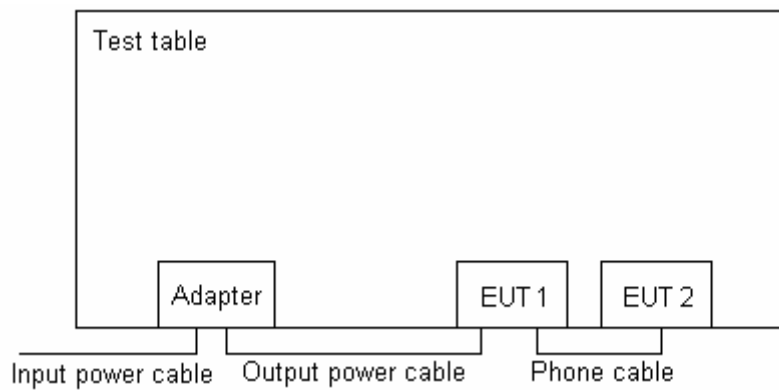 Test table
Adapter
EUT 1
EUT 2
Input power cable
Output power cable
Phone cable